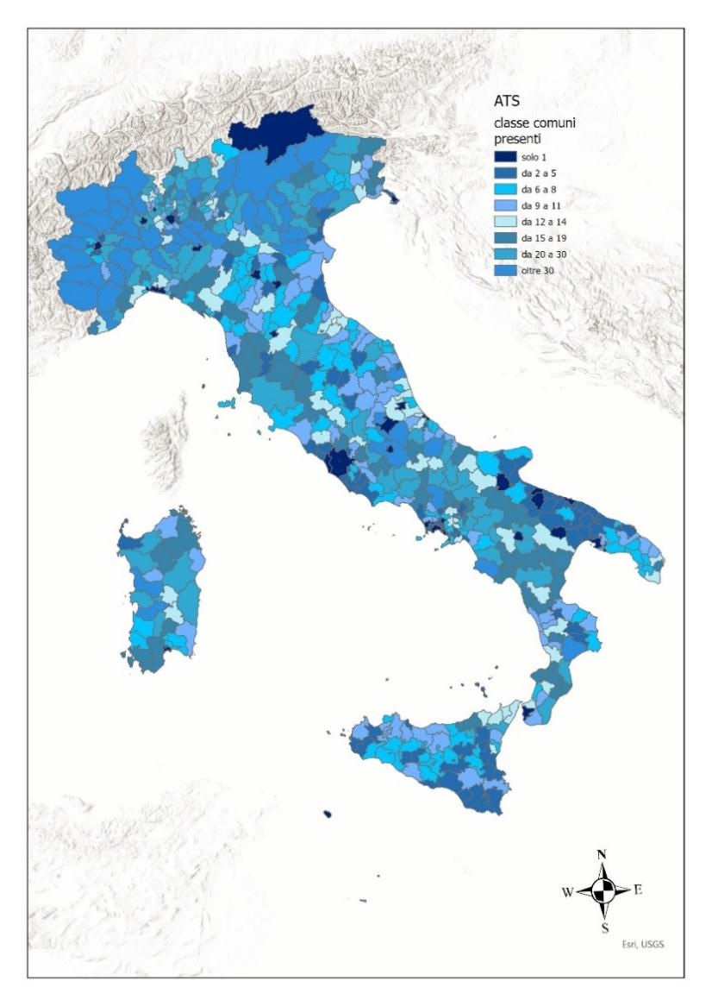 ATS
classe comuni
presenti
solo 1
da 2 a 5
da 6 a 8
da 9 a 11
da 12 a 14
da 15 a 19
da 20 a 30
oltre 30
N
W E
S
Esri, USGS